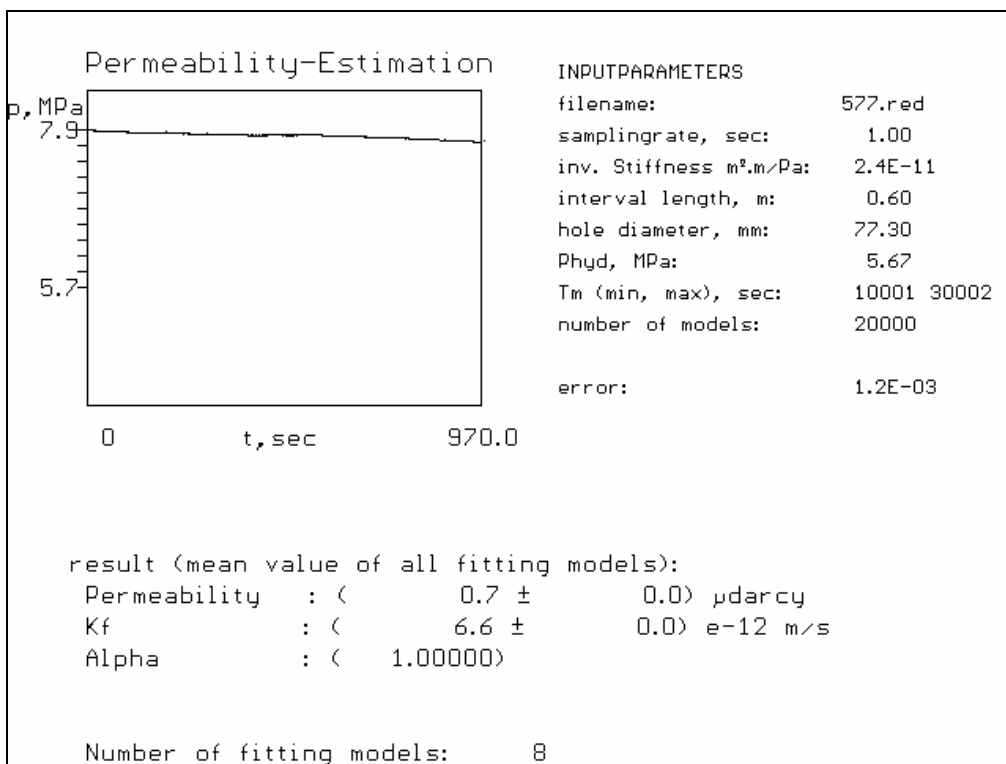 Permeability-Estimation
p,MPa
7.9
5.7
0 t,sec 970.0
INPUTPARAMETERS
filename: 577.red
samplingrate, sec: 1.00
inv. Stiffness m².m/Pa: 2.4E-11
interval length, m: 0.60
hole diameter, mm: 77.30
Phyd, MPa: 5.67
Tm (min, max), sec: 10001 30002
number of models: 20000
error: 1.2E-03
result (mean value of all fitting models):
Permeability : ( 0.7 ± 0.0) µdarcy
Kf : ( 6.6 ± 0.0) e-12 m/s
Alpha : ( 1.00000)
Number of fitting models: 8